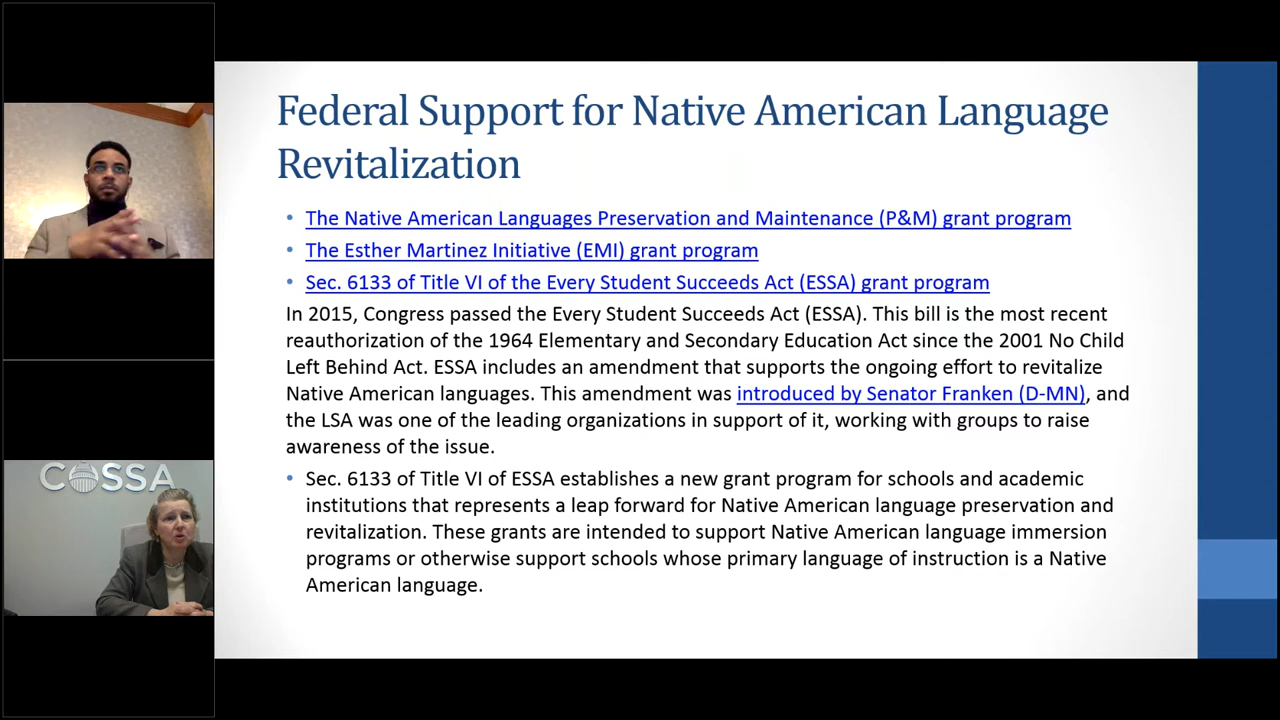 Federal Support for Native American Language
Revitalization
• The Native American Languages Preservation and Maintenance (P&M) grant program
• The Esther Martinez Initiative (EMI) grant program
• Sec. 6133 of Title VI of the Every Student Succeeds Act (ESSA) grant program
In 2015, Congress passed the Every Student Succeeds Act (ESSA). This bill is the most recent
reauthorization of the 1964 Elementary and Secondary Education Act since the 2001 No Child
Left Behind Act. ESSA includes an amendment that supports the ongoing effort to revitalize
Native American languages. This amendment was introduced by Senator Franken (D-MN), and
the LSA was one of the leading organizations in support of it, working with groups to raise
awareness of the issue.
• Sec. 6133 of Title VI of ESSA establishes a new grant program for schools and academic
institutions that represents a leap forward for Native American language preservation and
revitalization. These grants are intended to support Native American language immersion
programs or otherwise support schools whose primary language of instruction is a Native
American language.
COSSA